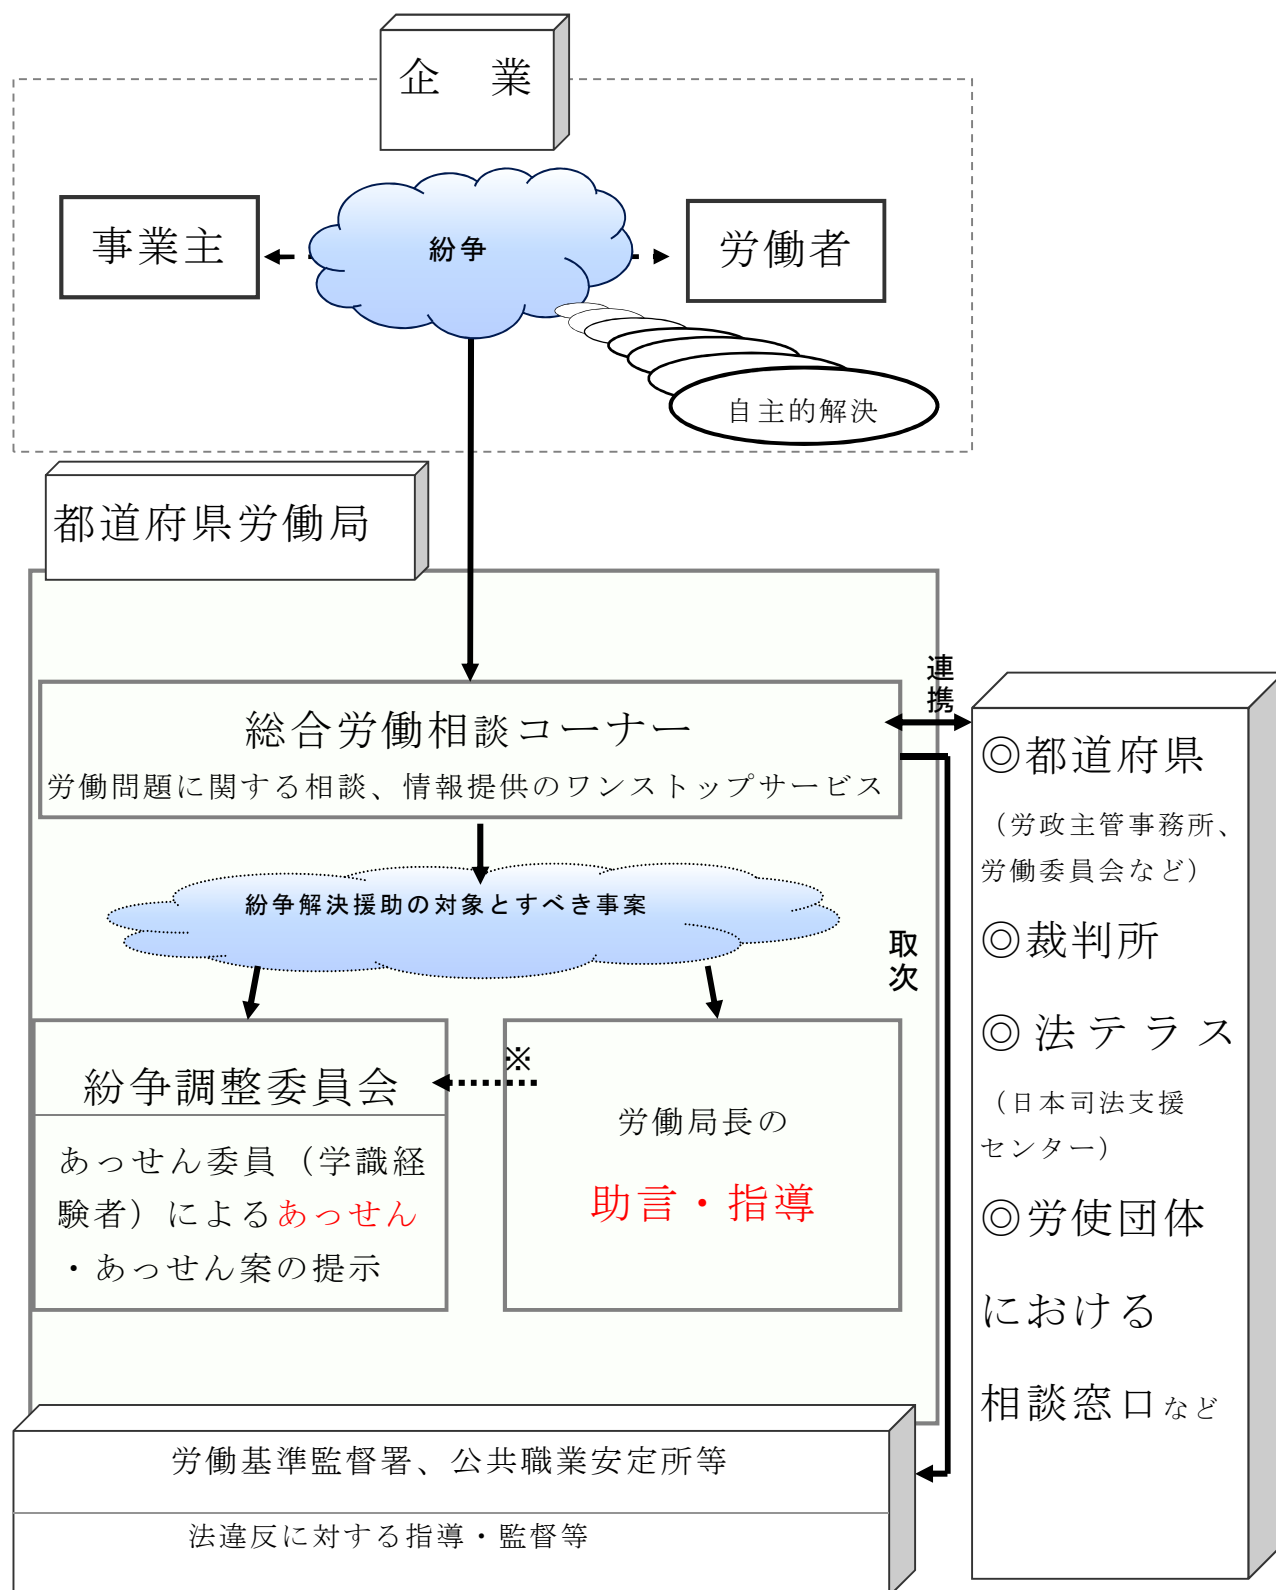 企　業
事業主
紛争
労働者
自主的解決
都道府県労働局
総合労働相談コーナー
労働問題に関する相談、情報提供のワンストップサービス
連携
紛争解決援助の対象とすべき事案
取次
※
紛争調整委員会
あっせん委員（学識経
験者）によるあっせん
・あっせん案の提示
労働局長の
助言・指導
◎都道府県
（労政主管事務所、
労働委員会など）
◎裁判所
◎法テラス
（日本司法支援
センター）
◎労使団体
における
相談窓口など
労働基準監督署、公共職業安定所等
法違反に対する指導・監督等